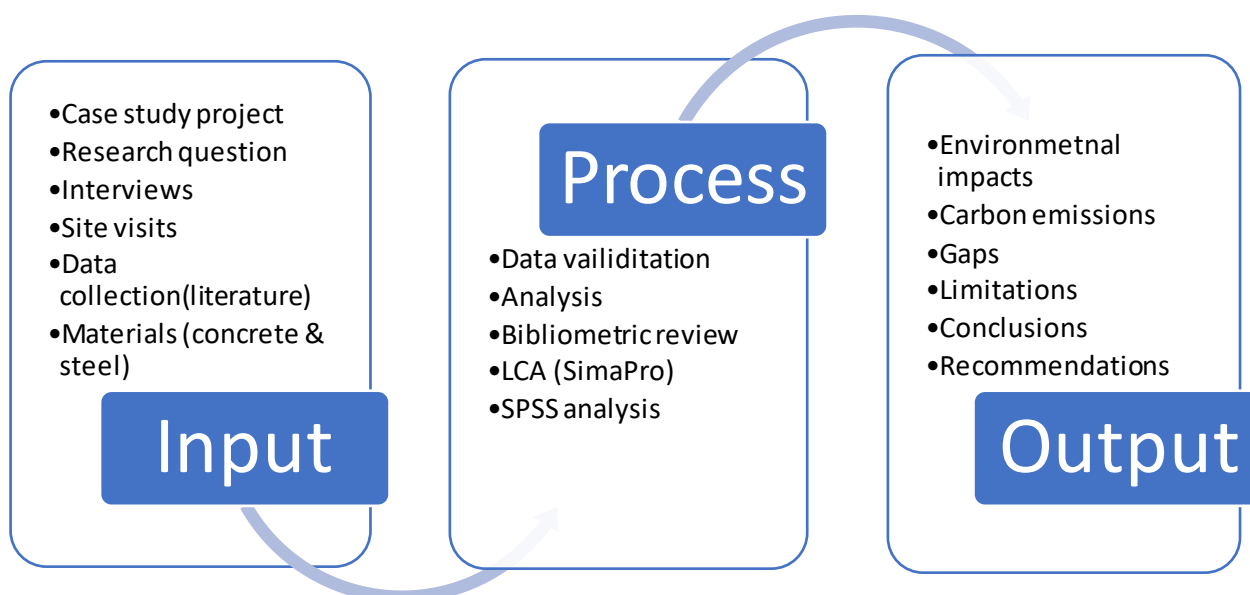 •Case study project
•Research question
•Interviews
•Site visits
•Data
collection(literature)
•Materials (concrete &
steel)
Input
Process
•Data vailiditation
•Analysis
•Bibliometric review
•LCA (SimaPro)
•SPSS analysis
•Environmetnal
impacts
•Carbon emissions
•Gaps
•Limitations
•Conclusions
•Recommendations
Output